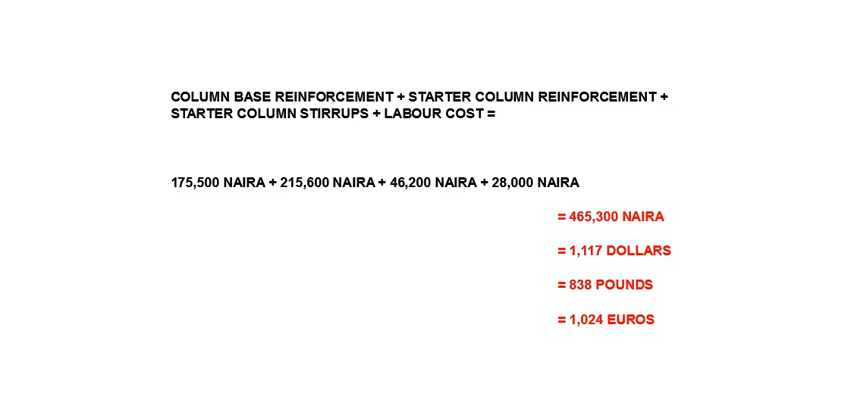 COLUMN BASE REINFORCEMENT + STARTER COLUMN REINFORCEMENT +
STARTER COLUMN STIRRUPS + LABOUR COST =
175,500 NAIRA + 215,600 NAIRA + 46,200 NAIRA + 28,000 NAIRA
= 465,300 NAIRA
= 1,117 DOLLARS
= 838 POUNDS
= 1,024 EUROS